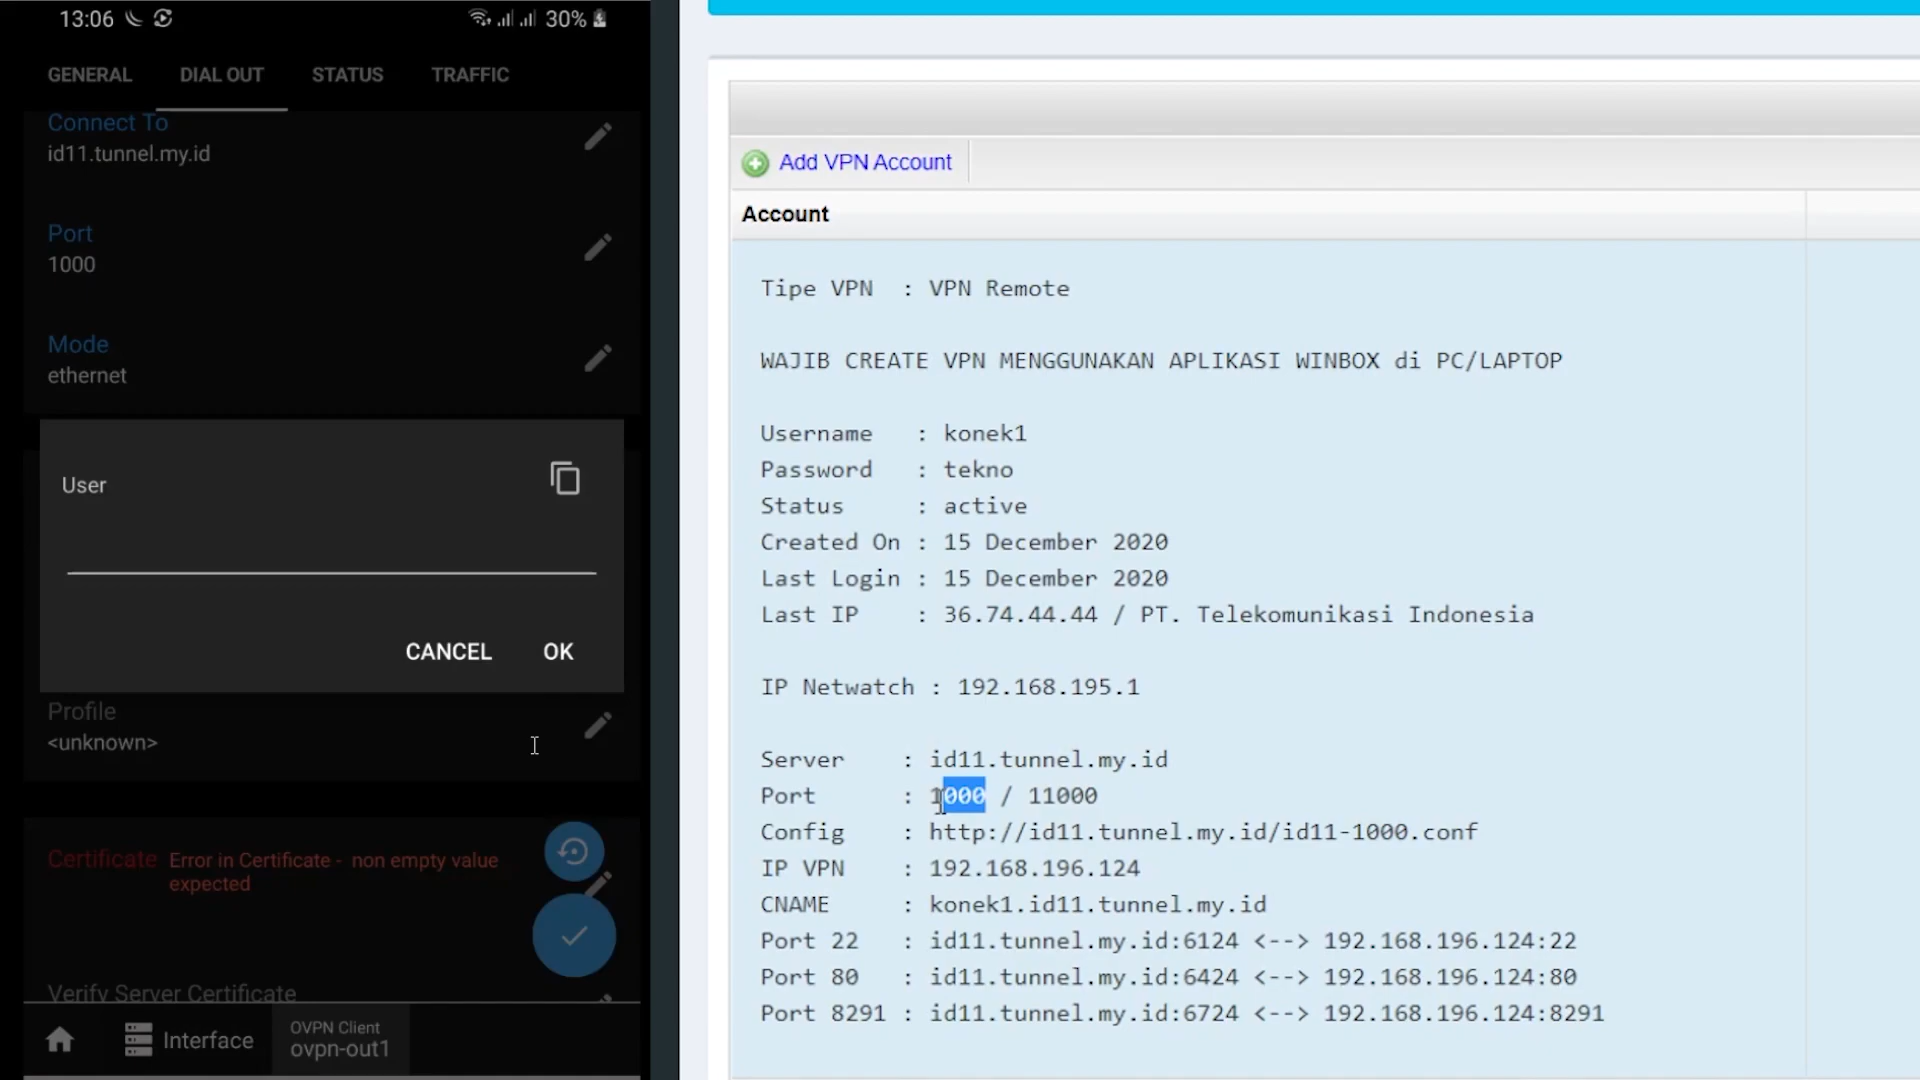 13:06
30%
GENERAL
DIAL OUT
STATUS
TRAFFIC
Connect To
id11.tunnel.my.id
Port
1000
Mode
ethernet
User
CANCEL
OK
Profile
<unknown>
Certificate
Error in Certificate - non empty value
expected
Verify Server Certificate
Interface
OVPN Client
ovpn-out1
Add VPN Account
Account
Tipe VPN : VPN Remote
WAJIB CREATE VPN MENGGUNAKAN APLIKASI WINBOX di PC/LAPTOP
Username : konek1
Password : tekno
Status : active
Created On : 15 December 2020
Last Login : 15 December 2020
Last IP : 36.74.44.44 / PT. Telekomunikasi Indonesia
IP Netwatch : 192.168.195.1
Server : id11.tunnel.my.id
Port : 1000 / 11000
Config : http://id11.tunnel.my.id/id11-1000.conf
IP VPN : 192.168.196.124
CNAME : konek1.id11.tunnel.my.id
Port 22 : id11.tunnel.my.id:6124 <--> 192.168.196.124:22
Port 80 : id11.tunnel.my.id:6424 <--> 192.168.196.124:80
Port 8291 : id11.tunnel.my.id:6724 <--> 192.168.196.124:8291